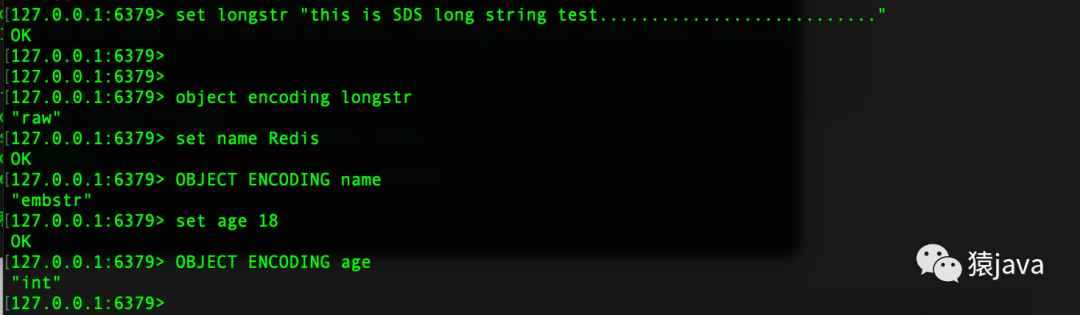 [127.0.0.1:6379> set longstr "this is SDS long string test..........................."
OK
[127.0.0.1:6379>
[127.0.0.1:6379>
[127.0.0.1:6379> object encoding longstr
"raw"
[127.0.0.1:6379> set name Redis
OK
[127.0.0.1:6379> OBJECT ENCODING name
"embstr"
[127.0.0.1:6379> set age 18
OK
[127.0.0.1:6379> OBJECT ENCODING age
"int"
[127.0.0.1:6379>
猿java